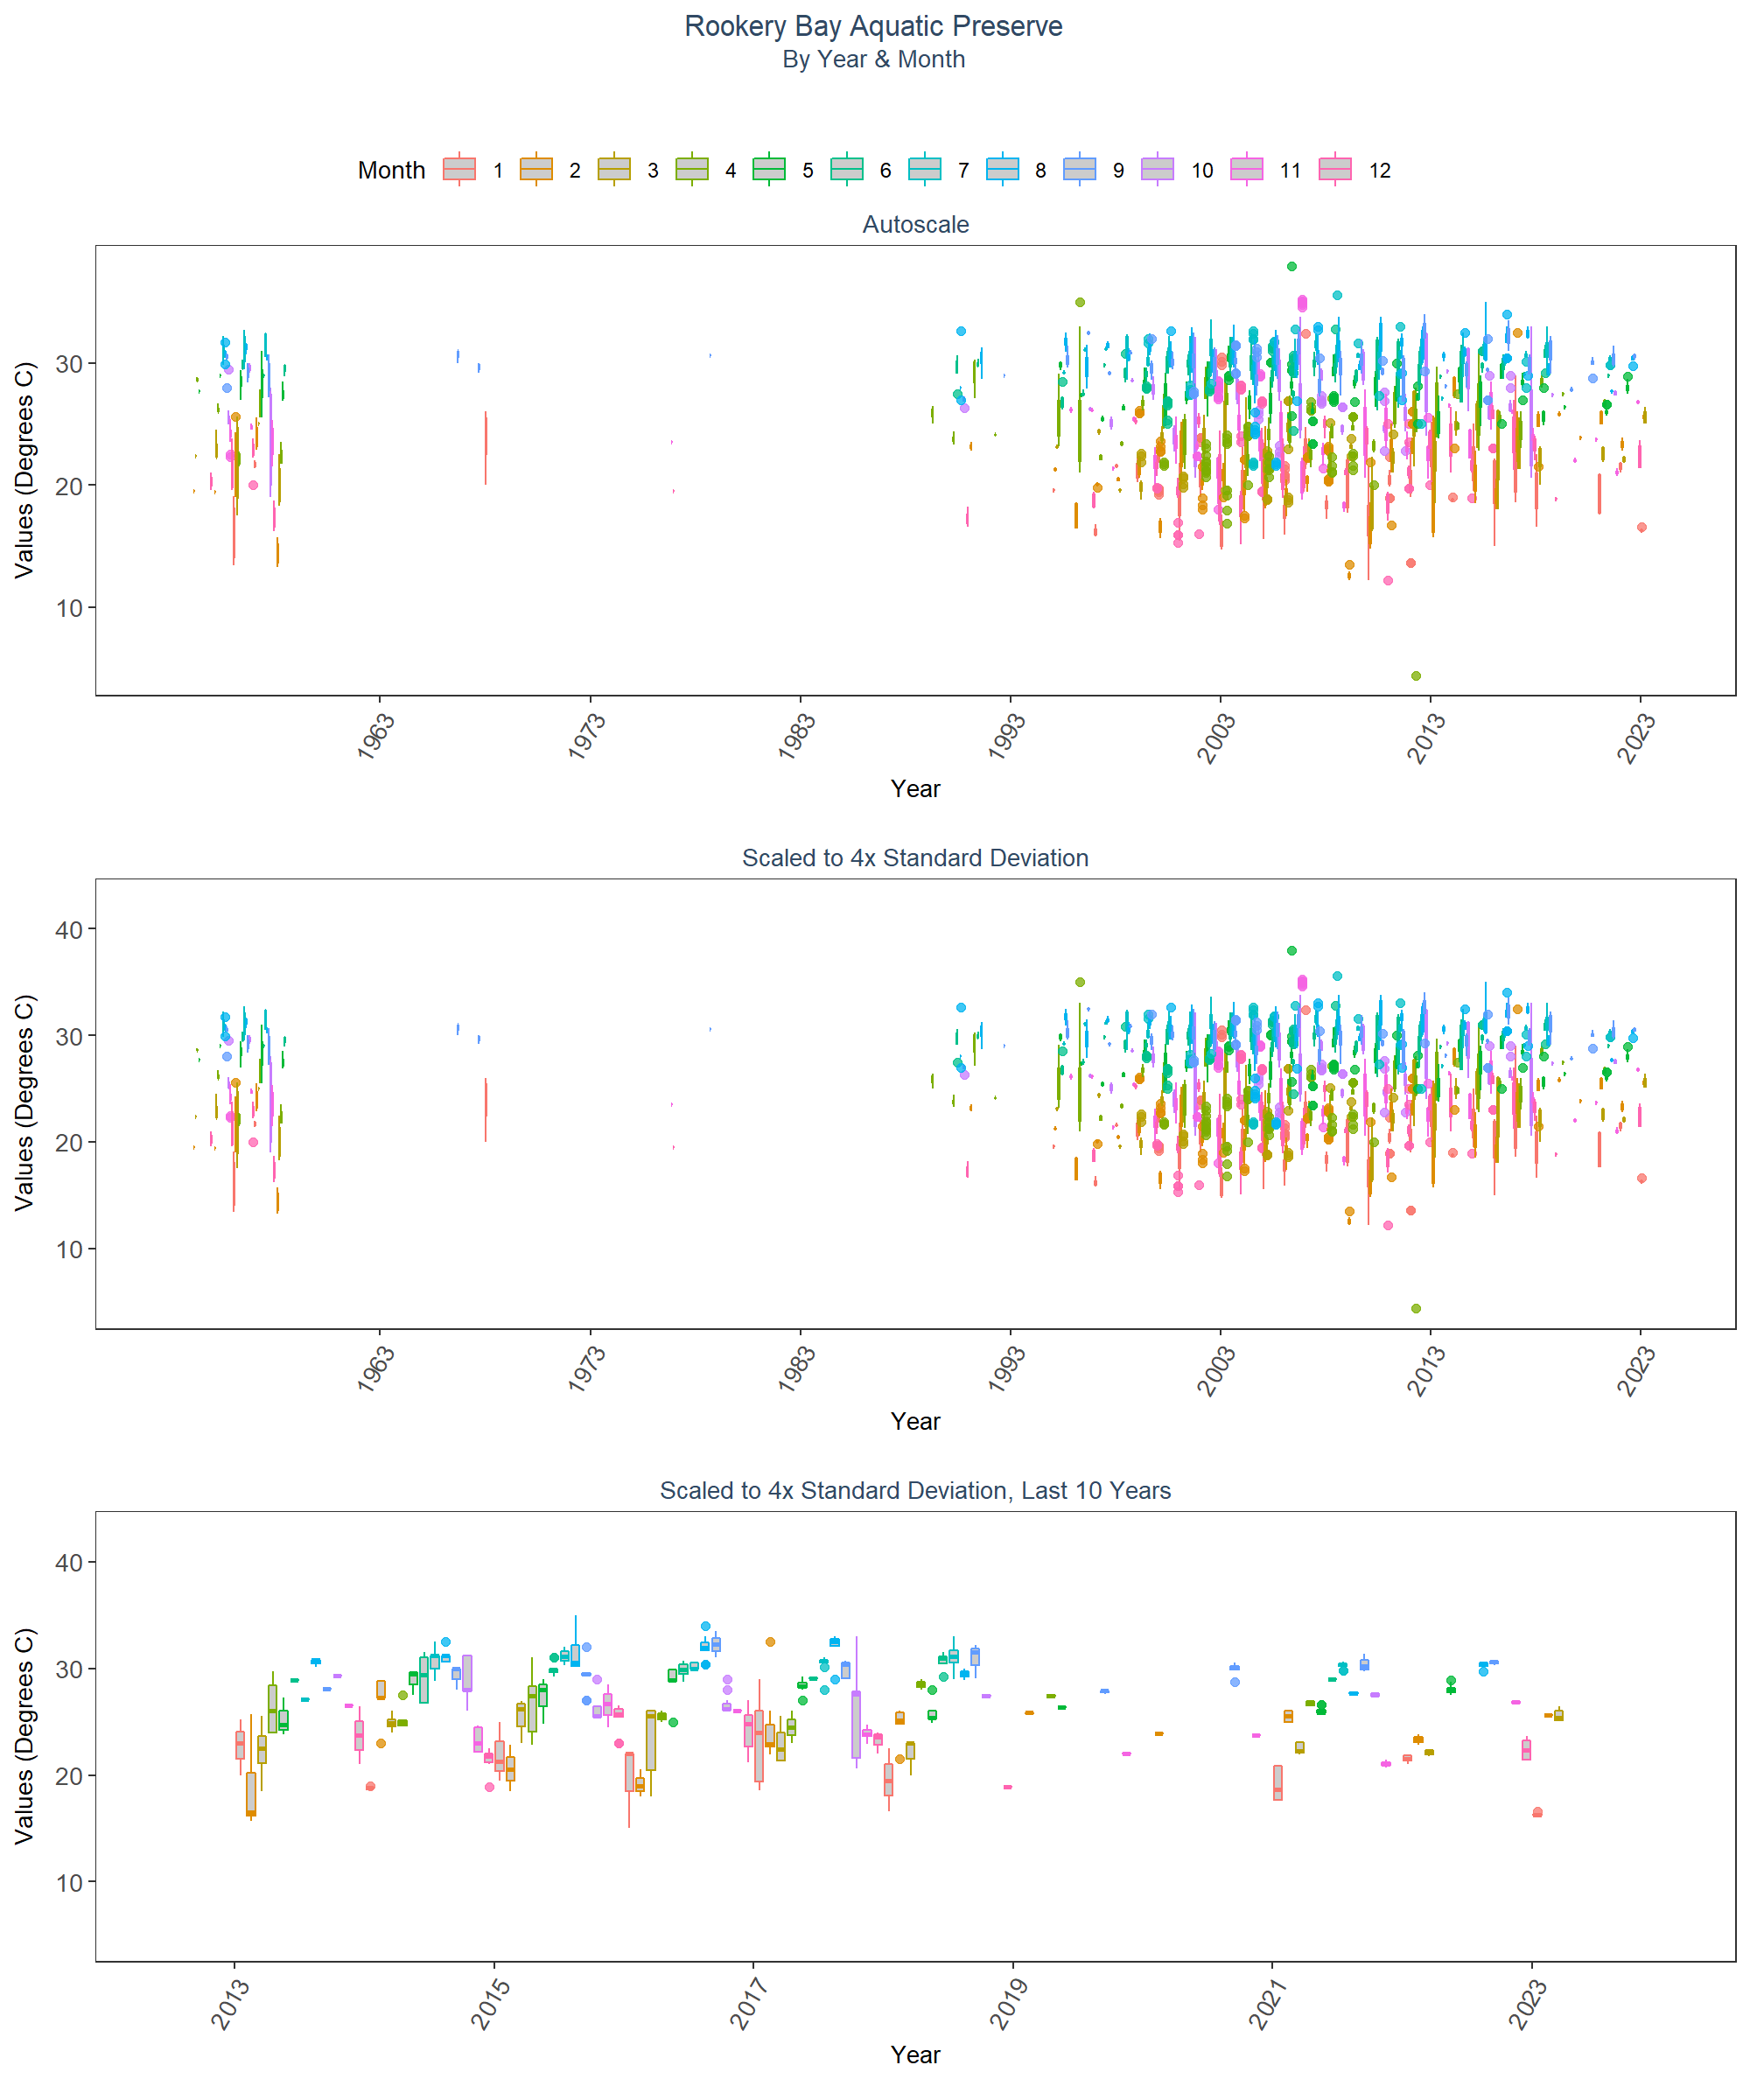 Rookery Bay Aquatic Preserve
By Year & Month
Month 1 2 3 4 5 6 7 8 9 10 11 12
Autoscale
Values (Degrees C)
30
20
10
1963 1973 1983 1993 2003 2013 2023
Year
Scaled to 4x Standard Deviation
Values (Degrees C)
40
30
20
10
1963 1973 1983 1993 2003 2013 2023
Year
Scaled to 4x Standard Deviation, Last 10 Years
Values (Degrees C)
40
30
20
10
2013 2015 2017 2019 2021 2023
Year